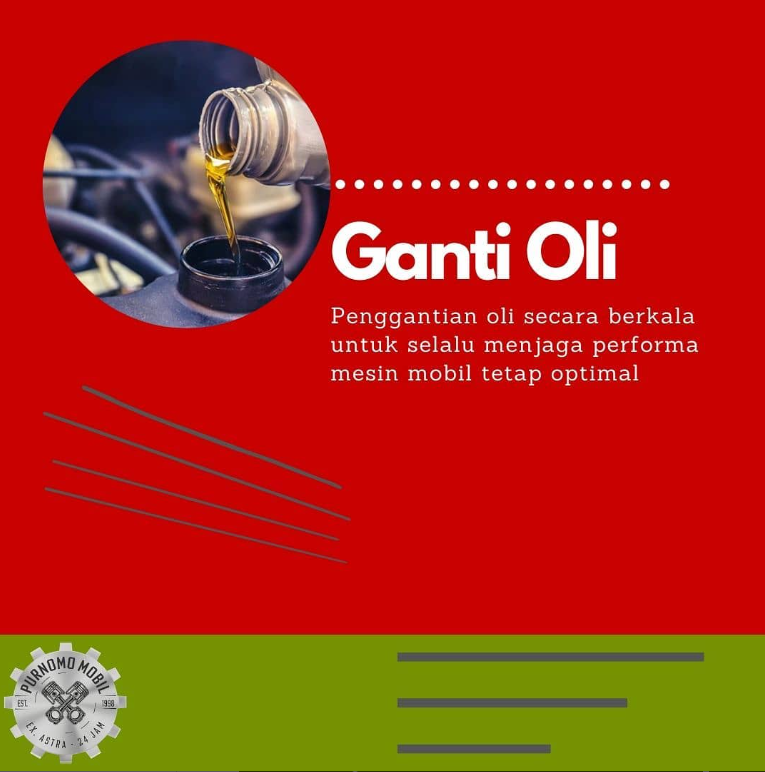 Ganti Oli
Penggantian oli secara berkala
untuk selalu menjaga performa
mesin mobil tetap optimal
PURNOMO MOBIL
EST. 1998
EX. ASTRA - 24 JAM